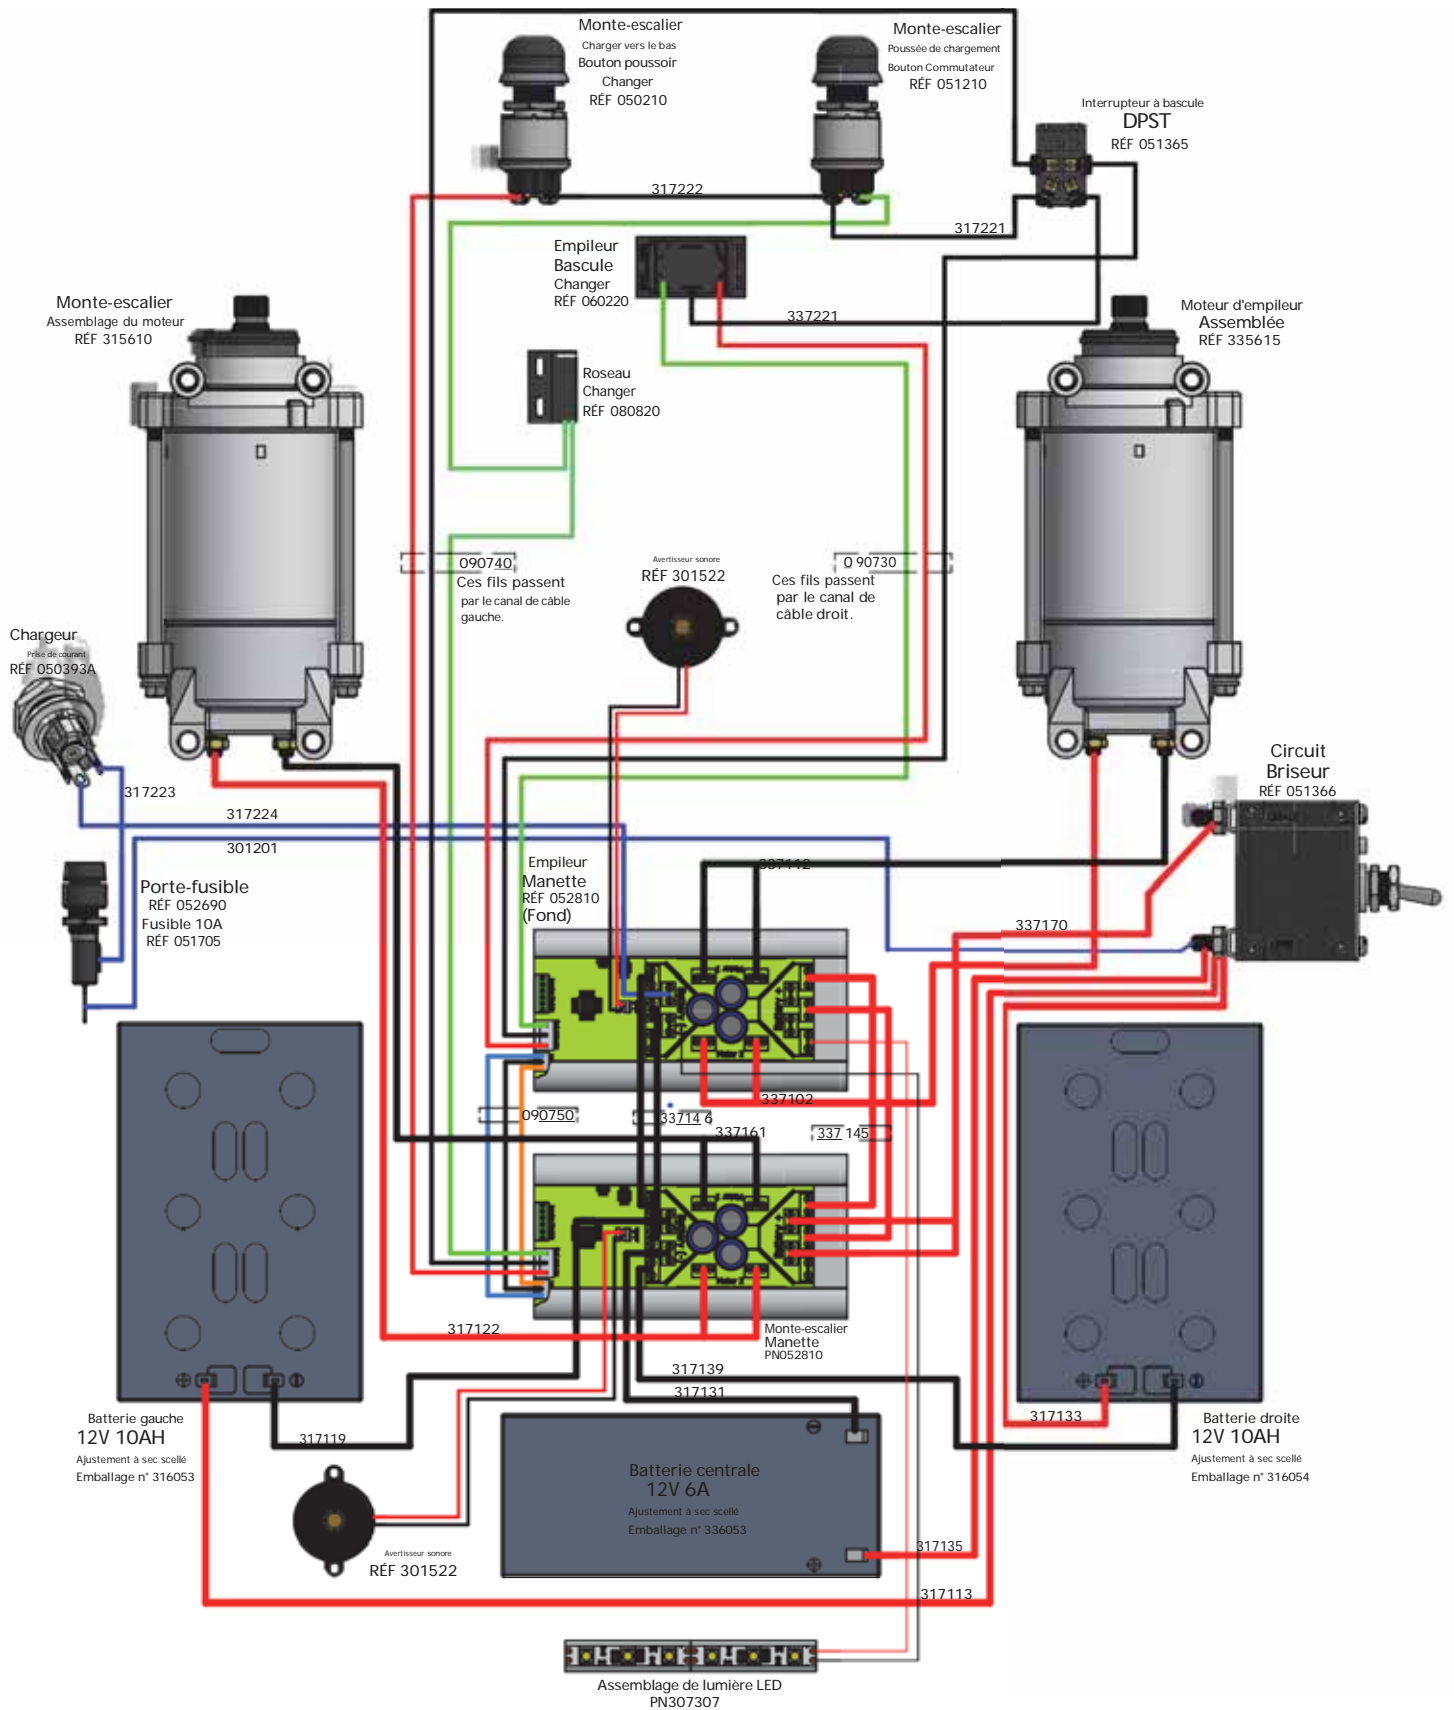 Monte-escalier
Charger vers le bas
Bouton poussoir
Changer
RÉF 050210
Monte-escalier
Poussée de chargement
Bouton Commutateur
RÉF 051210
Interrupteur à bascule
DPST
RÉF 051365
317222
317221
Empileur
Bascule
Changer
RÉF 060220
337221
Monte-escalier
Assemblage du moteur
RÉF 315610
Moteur d'empileur
Assemblée
RÉF 335615
Roseau
Changer
RÉF 080820
090740
Ces fils passent
par le canal de câble
gauche.
Avertisseur sonore
RÉF 301522
0 90730
Ces fils passent
par le canal de
câble droit.
Chargeur
Prise de courant
RÉF 050393A
317223
317224
301201
Circuit
Briseur
RÉF 051366
Porte-fusible
RÉF 052690
Fusible 10A
RÉF 051705
Empileur
Manette
RÉF 052810
(Fond)
337112
337170
Motor 2
337102
090750
33714 6
337161
337 145
Motor 2
317122
Monte-escalier
Manette
PN052810
317139
317131
317133
Batterie gauche
12V 10AH
Ajustement à sec scellé
Emballage n° 316053
317119
Batterie droite
12V 10AH
Ajustement à sec scellé
Emballage n° 316054
Batterie centrale
12V 6A
Ajustement à sec scellé
Emballage n° 336053
317135
Avertisseur sonore
RÉF 301522
317113
Assemblage de lumière LED
PN307307